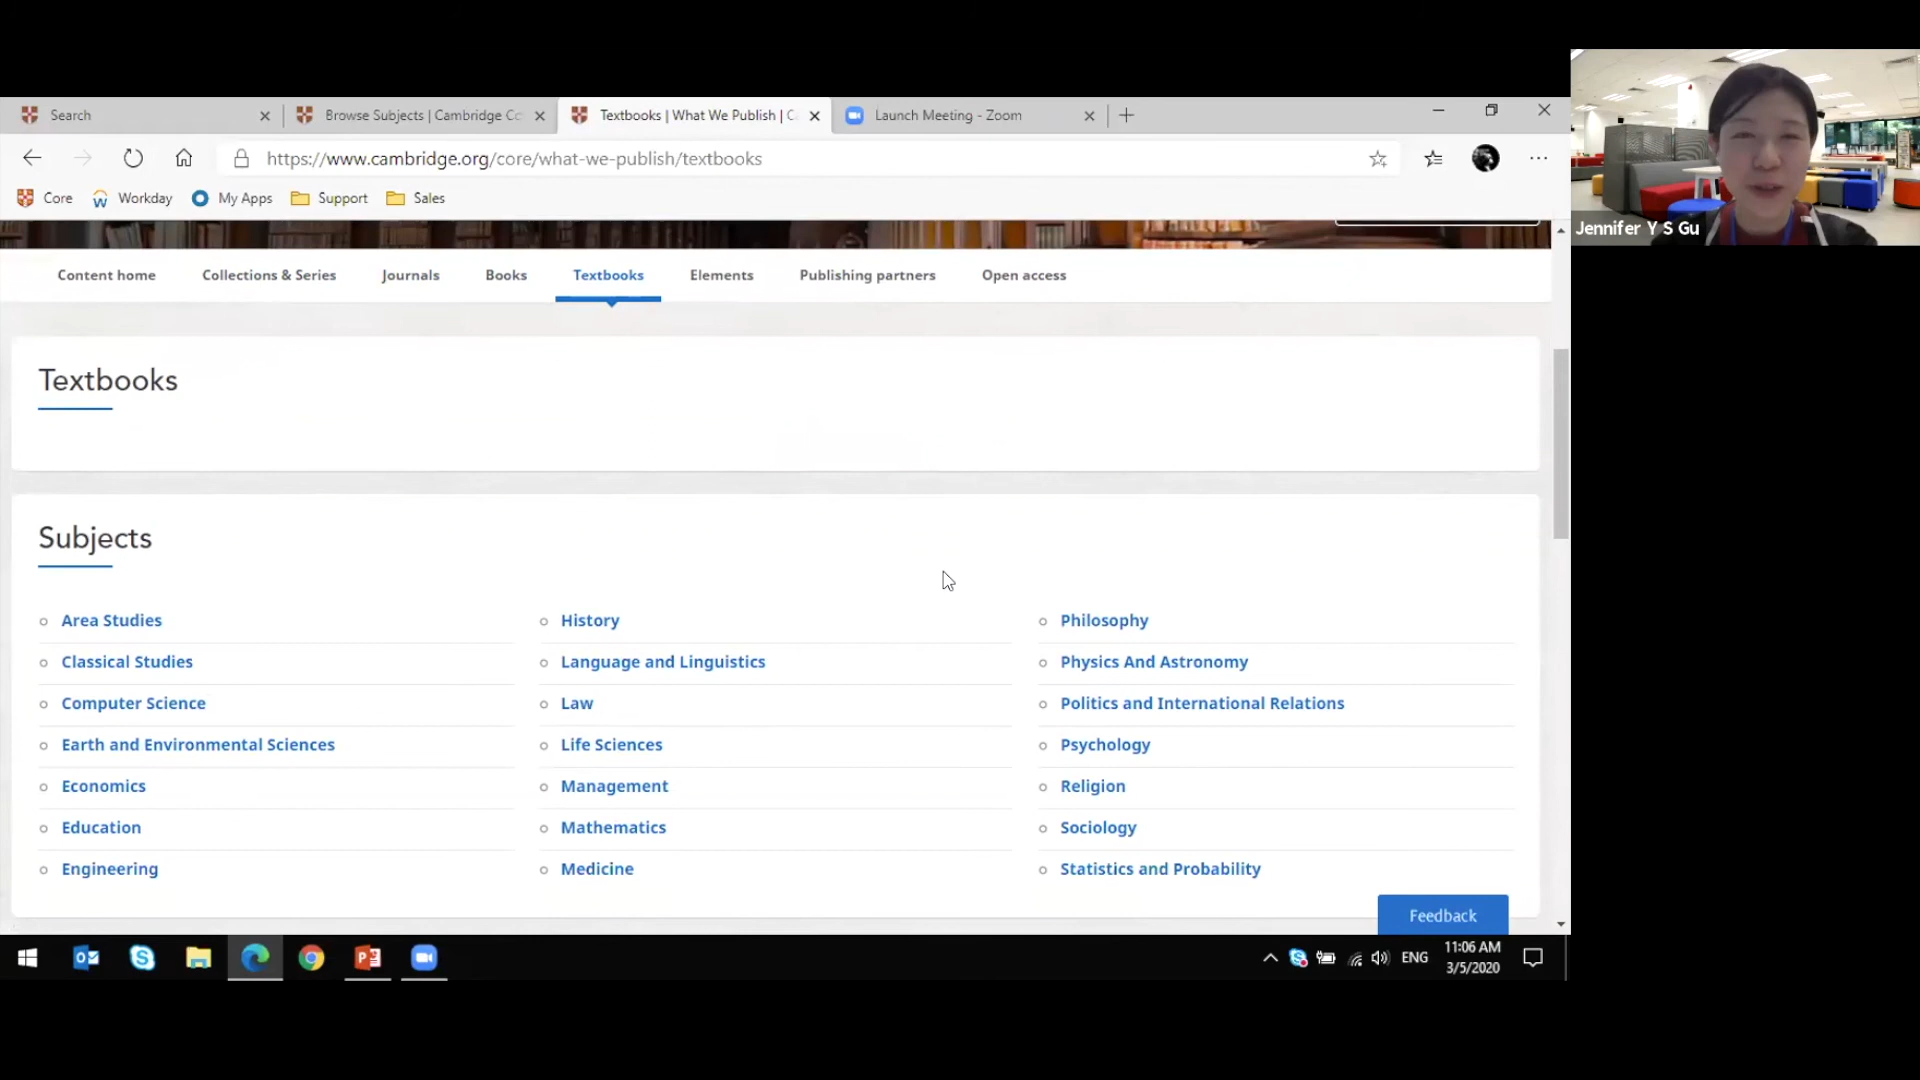 Search
Browse Subjects | Cambridge Co
Textbooks | What We Publish | C
Launch Meeting - Zoom
https://www.cambridge.org/core/what-we-publish/textbooks
Core
Workday
My Apps
Support
Sales
Jennifer Y S Gu
Content home
Collections & Series
Journals
Books
Textbooks
Elements
Publishing partners
Open access
Textbooks
Subjects
Area Studies
History
Philosophy
Classical Studies
Language and Linguistics
Physics And Astronomy
Computer Science
Law
Politics and International Relations
Earth and Environmental Sciences
Life Sciences
Psychology
Economics
Management
Religion
Education
Mathematics
Sociology
Engineering
Medicine
Statistics and Probability
Feedback
ENG
11:06 AM
3/5/2020